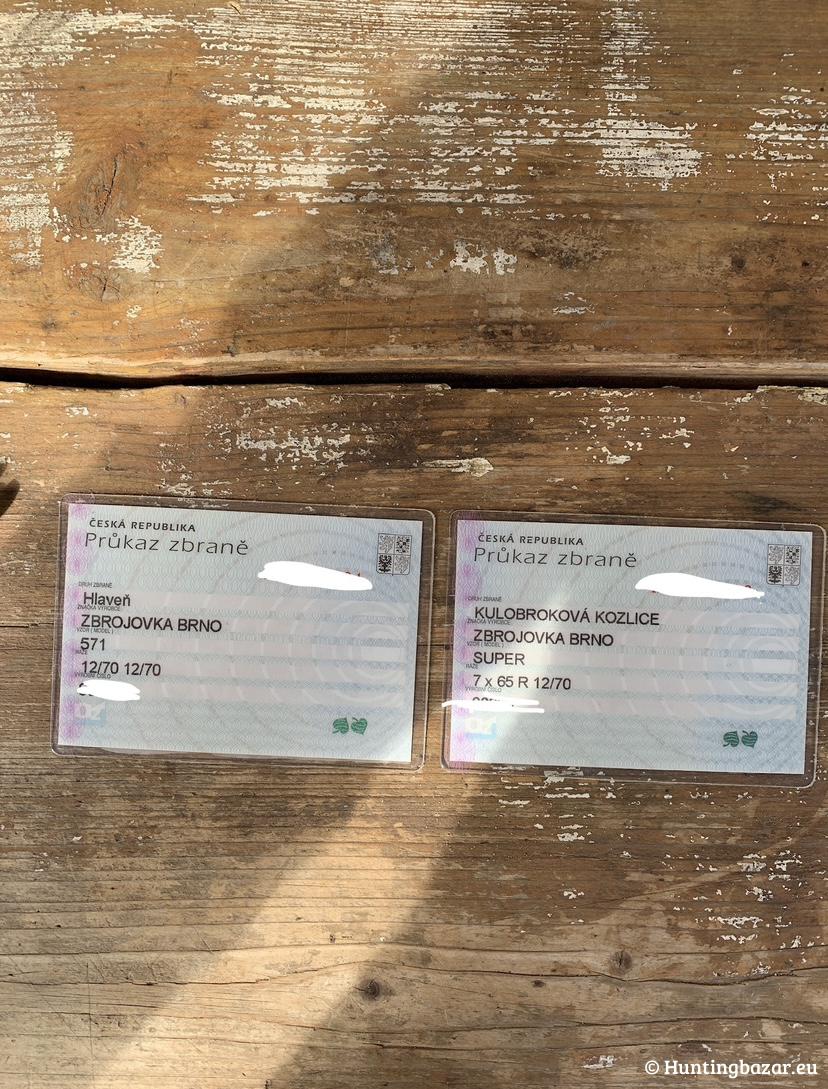 ČESKÁ REPUBLIKA
Průkaz zbraně
DRUH ZBRANĚ
Hlaveň
ZNAČKA VÝROBCE
ZBROJOVKA BRNO
VZOR (MODEL)
571
RÁŽE
12/70 12/70
VÝROBNÍ ČÍSLO
ČESKÁ REPUBLIKA
Průkaz zbraně
DRUH ZBRANĚ
KULOBROKOVÁ KOZLICE
ZNAČKA VÝROBCE
ZBROJOVKA BRNO
VZOR (MODEL)
SUPER
RÁŽE
7 x 65 R 12/70
VÝROBNÍ ČÍSLO
© Huntingbazar.eu